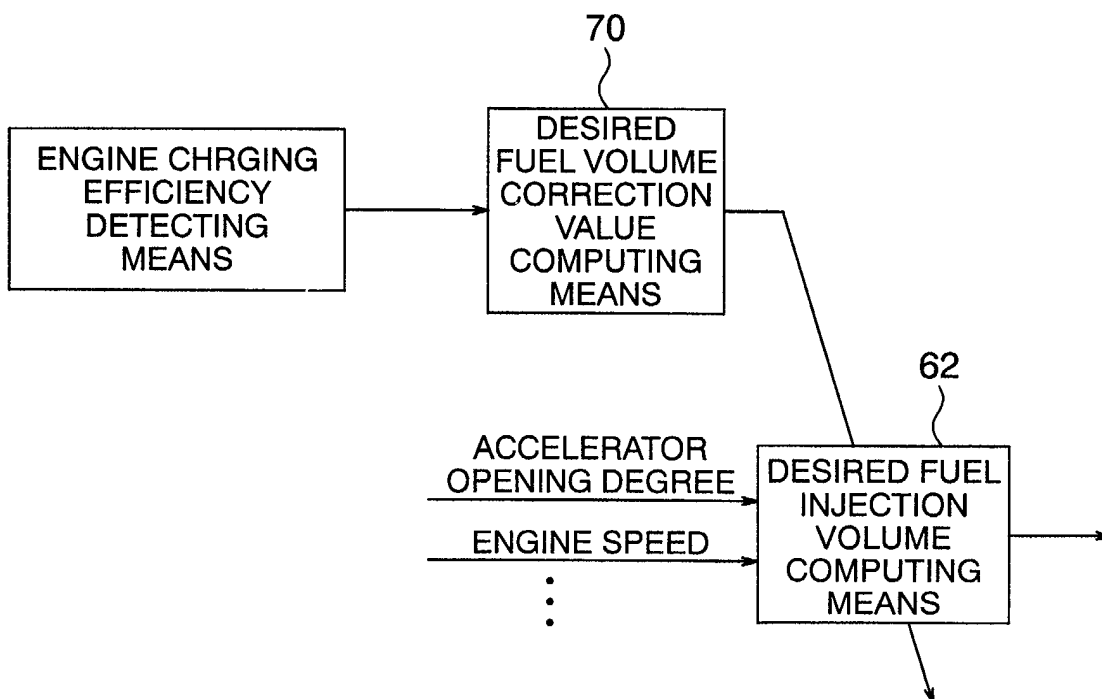 70
ENGINE CHRGING
EFFICIENCY
DETECTING
MEANS
DESIRED
FUEL VOLUME
CORRECTION
VALUE
COMPUTING
MEANS
62
ACCELERATOR
OPENING DEGREE
ENGINE SPEED
DESIRED FUEL
INJECTION
VOLUME
COMPUTING
MEANS